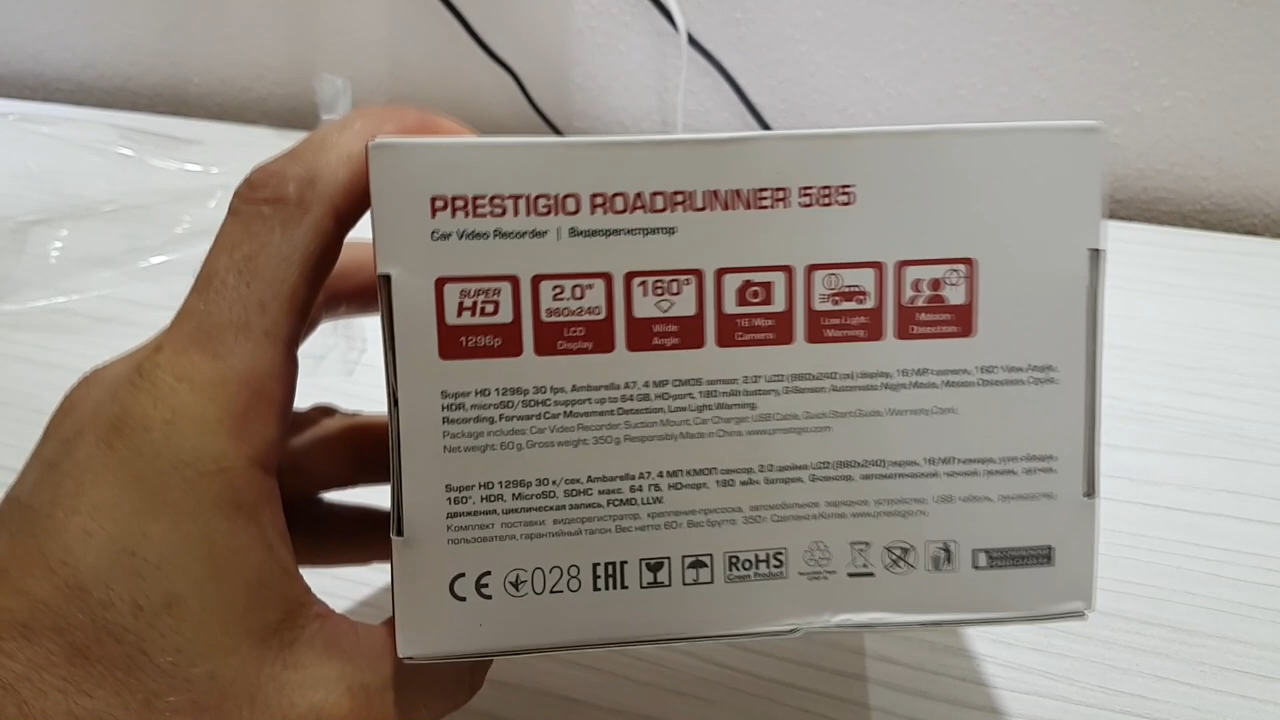 PRESTIGIO ROADRUNNER 585
Car Video Recorder | Видеорегистратор
SUPER HD 1296p
2.0" 960x240 LCD Display
160° Wide Angle
16 Mpx Camera
Low Light Warning
Motion Detection
Super HD 1296p 30 fps, Ambarella A7, 4 MP CMOS sensor, 2.0" LCD (960x240px) display, 16 MP camera, 160° View Angle,
HDR, microSD/SDHC support up to 64 GB, HD-port, 180 mAh battery, G-Sensor, Automatic Night Mode, Motion Detection, Cyclic
Recording, Forward Car Movement Detection, Low Light Warning.
Package includes: Car Video Recorder, Suction Mount, Car Charger, USB Cable, Quick Start Guide, Warranty Card.
Net weight: 60 g, Gross weight: 350 g. Responsibly Made in China, www.prestigio.com
Super HD 1296p 30 к/сек, Ambarella A7, 4 МП КМОП сенсор, 2.0 дюйма LCD (960x240) экран, 16 МП камера, угол обзора
160°, HDR, MicroSD, SDHC макс. 64 ГБ, HD-порт, 180 мАч батарея, G-сенсор, автоматический ночной режим, датчик
движения, циклическая запись, FCMD, LLW.
Комплект поставки: видеорегистратор, крепление-присоска, автомобильное зарядное устройство, USB кабель, руководство
пользователя, гарантийный талон. Вес нетто: 60 г. Вес брутто: 350 г. Сделано в Китае. www.prestigio.ru
CE 028 EAC RoHS Green Product